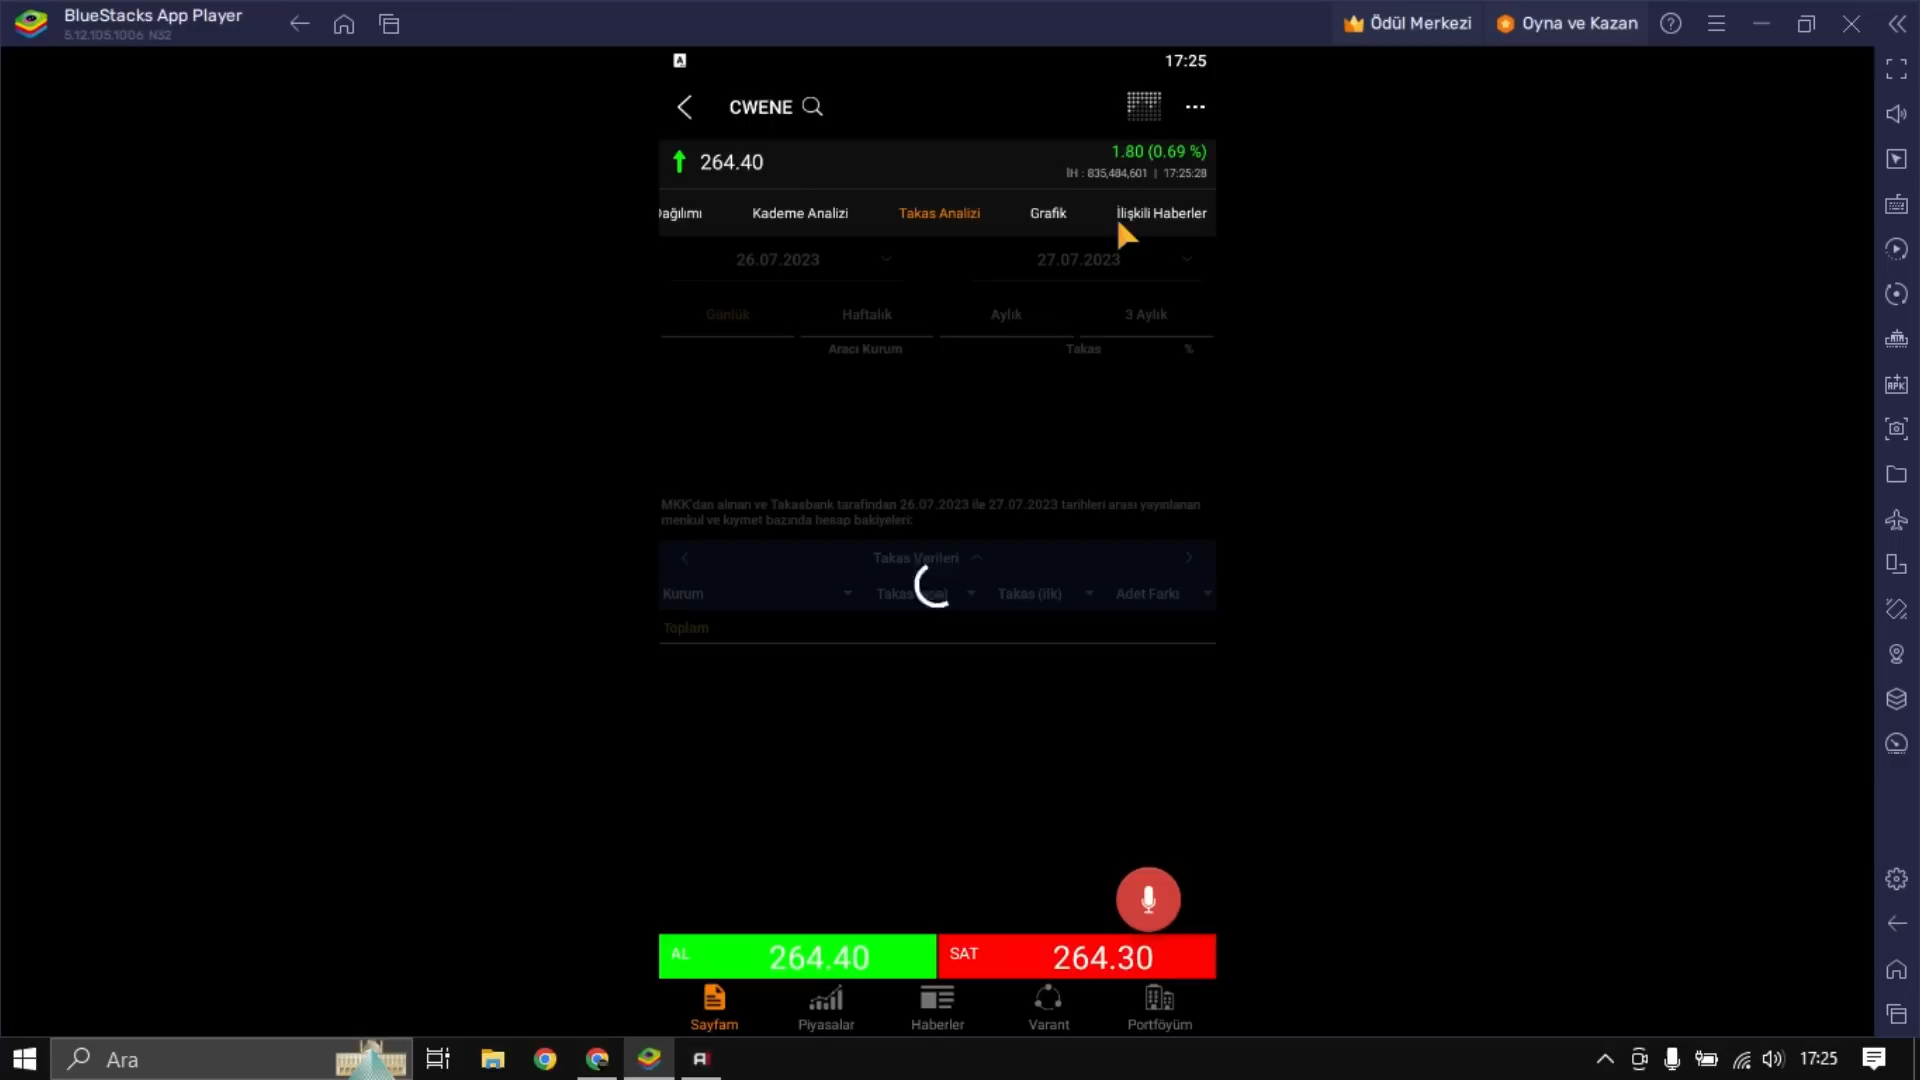 BlueStacks App Player
5.12.105.1006 N32
Ödül Merkezi
Oyna ve Kazan
17:25
CWENE
264.40
1.80 (0.69 %)
İH : 835,484,601 | 17:25:28
Dağılımı Kademe Analizi Takas Analizi Grafik İlişkili Haberler
26.07.2023 27.07.2023
Günlük Haftalık Aylık 3 Aylık
Aracı Kurum Takas %
MKK'dan alınan ve Takasbank tarafından 26.07.2023 ile 27.07.2023 tarihleri arası yayınlanan
menkul ve kıymet bazında hesap bakiyeleri:
Takas Verileri
Kurum Takas Takas (ilk) Adet Farkı
Toplam
AL 264.40 SAT 264.30
Sayfam Piyasalar Haberler Varant Portföyüm
Ara
17:25